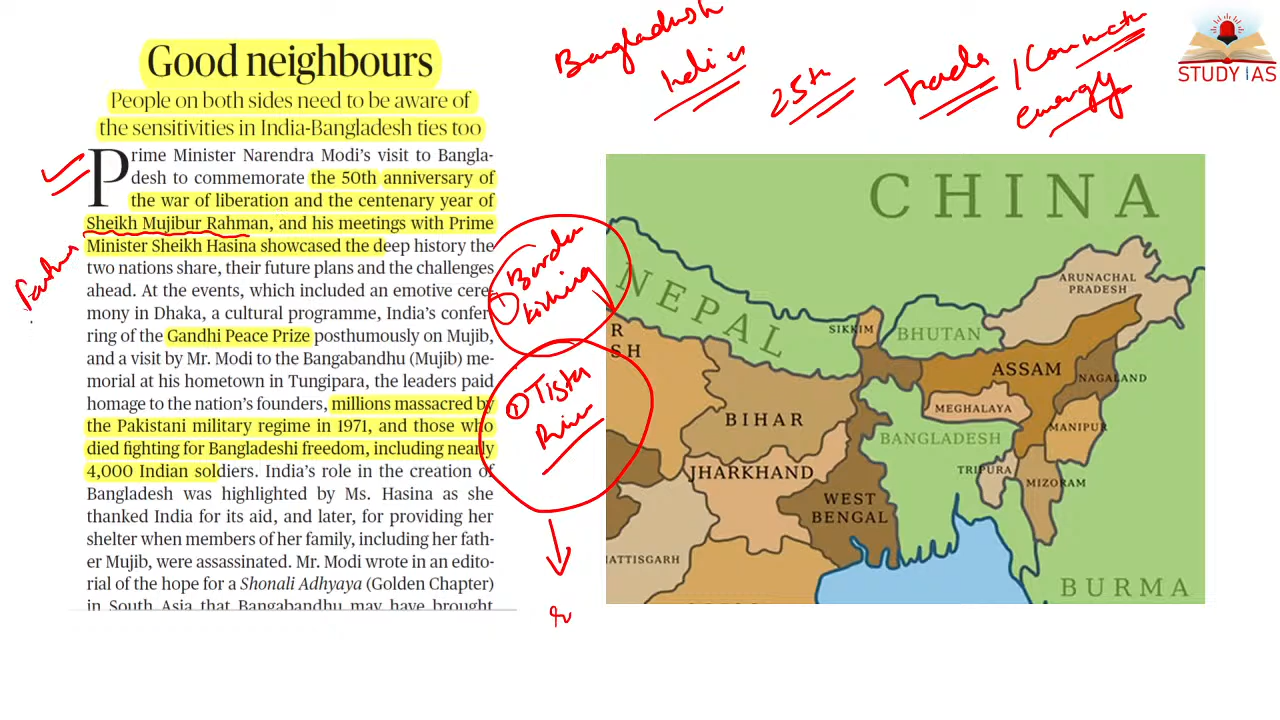 Good neighbours
People on both sides need to be aware of
the sensitivities in India-Bangladesh ties too
Prime Minister Narendra Modi's visit to Bangla-
desh to commemorate the 50th anniversary of
the war of liberation and the centenary year of
Sheikh Mujibur Rahman, and his meetings with Prime
Minister Sheikh Hasina showcased the deep history the
two nations share, their future plans and the challenges
ahead. At the events, which included an emotive cere-
mony in Dhaka, a cultural programme, India's confer-
ring of the Gandhi Peace Prize posthumously on Mujib,
and a visit by Mr. Modi to the Bangabandhu (Mujib) me-
morial at his hometown in Tungipara, the leaders paid
homage to the nation's founders, millions massacred by
the Pakistani military regime in 1971, and those who
died fighting for Bangladeshi freedom, including nearly
4,000 Indian soldiers. India's role in the creation of
Bangladesh was highlighted by Ms. Hasina as she
thanked India for its aid, and later, for providing her
shelter when members of her family, including her fath-
er Mujib, were assassinated. Mr. Modi wrote in an edito-
rial of the hope for a Shonali Adhyaya (Golden Chapter)
in South Asia that Bangabandhu may have brought
Bangladesh
25th
Trade
energy
STUDY IAS
① Border
② Tista
River
CHINA
NEPAL
ARUNACHAL
PRADESH
SIKKIM
BHUTAN
R
SH
ASSAM
NAGALAND
MEGHALAYA
BIHAR
MANIPUR
BANGLADESH
JHARKHAND
TRIPURA
MIZORAM
WEST
BENGAL
HATTISGARH
BURMA